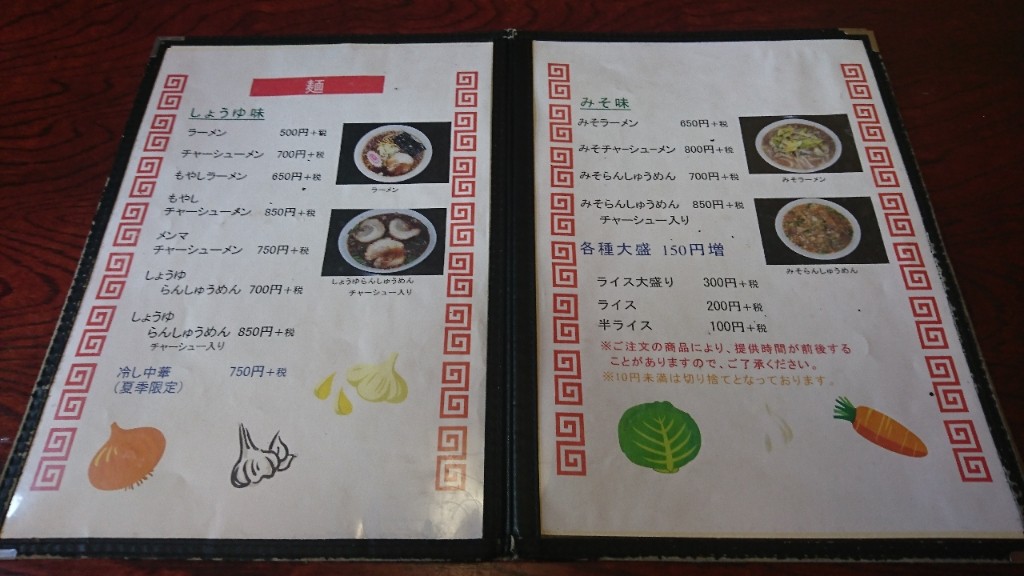 麺
しょうゆ味
ラーメン 500円+税
チャーシューメン 700円+税
もやしラーメン 650円+税
もやし
チャーシューメン 850円+税
メンマ
チャーシューメン 750円+税
しょうゆ
らんしゅうめん 700円+税
しょうゆ
らんしゅうめん 850円+税
チャーシュー入り
冷し中華 750円+税
(夏季限定)
ラーメン
しょうゆらんしゅうめん
チャーシュー入り
みそ味
みそラーメン 650円+税
みそチャーシューメン 800円+税
みそらんしゅうめん 700円+税
みそらんしゅうめん 850円+税
チャーシュー入り
各種大盛 150円増
ライス大盛り 300円+税
ライス 200円+税
半ライス 100円+税
※ご注文の商品により、提供時間が前後する
ことがありますので、ご了承ください。
※10円未満は切り捨てとなっております。
みそラーメン
みそらんしゅうめん